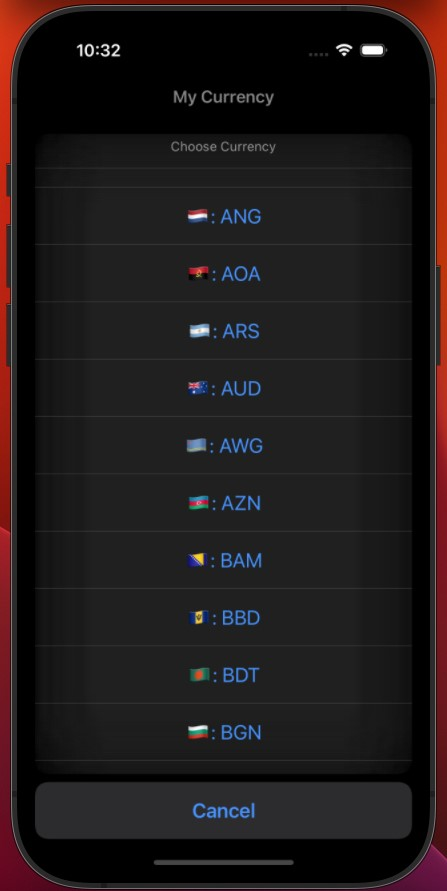 10:32
My Currency
Choose Currency
🇳🇱: ANG
🇦🇴: AOA
🇦🇷: ARS
🇦🇺: AUD
🇦🇼: AWG
🇦🇿: AZN
🇧🇦: BAM
🇧🇧: BBD
🇧🇩: BDT
🇧🇬: BGN
Cancel